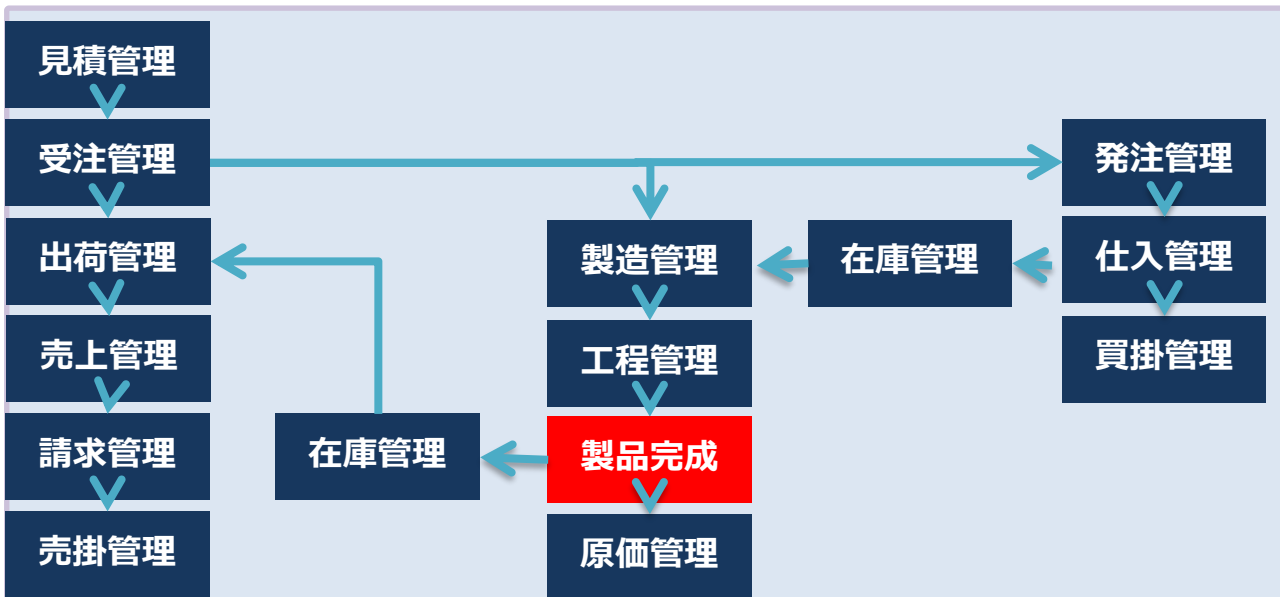 見積管理
受注管理
出荷管理
売上管理
請求管理
売掛管理
在庫管理
製造管理
工程管理
製品完成
原価管理
在庫管理
発注管理
仕入管理
買掛管理